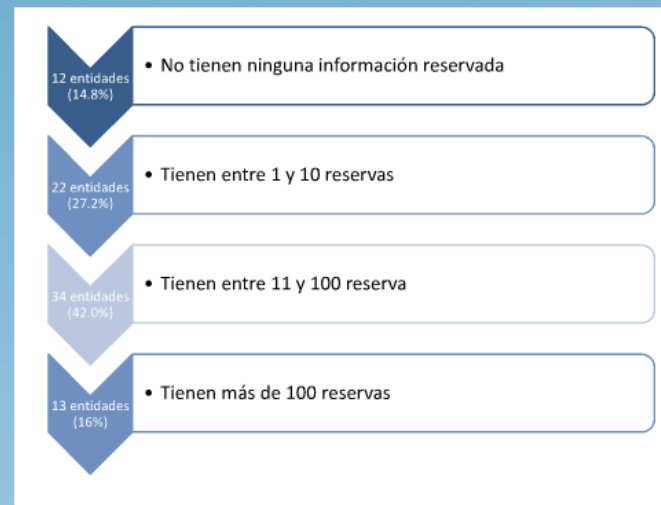 12 entidades
(14.8%)
• No tienen ninguna información reservada
22 entidades
(27.2%)
• Tienen entre 1 y 10 reservas
34 entidades
(42.0%)
• Tienen entre 11 y 100 reserva
13 entidades
(16%)
• Tienen más de 100 reservas